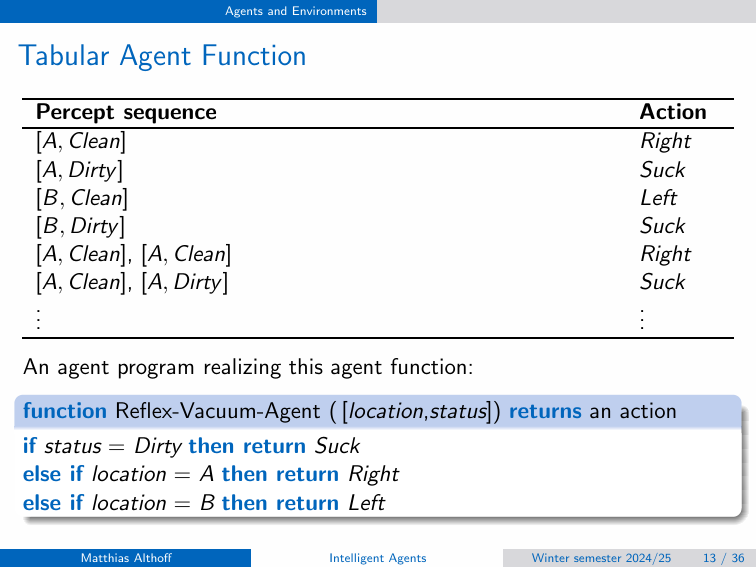 Agents and Environments
Tabular Agent Function
Percept sequence Action
[A, Clean] Right
[A, Dirty] Suck
[B, Clean] Left
[B, Dirty] Suck
[A, Clean], [A, Clean] Right
[A, Clean], [A, Dirty] Suck
⋮ ⋮
An agent program realizing this agent function:
function Reflex-Vacuum-Agent ( [location,status]) returns an action
if status = Dirty then return Suck
else if location = A then return Right
else if location = B then return Left
Matthias Althoff Intelligent Agents Winter semester 2024/25 13 / 36